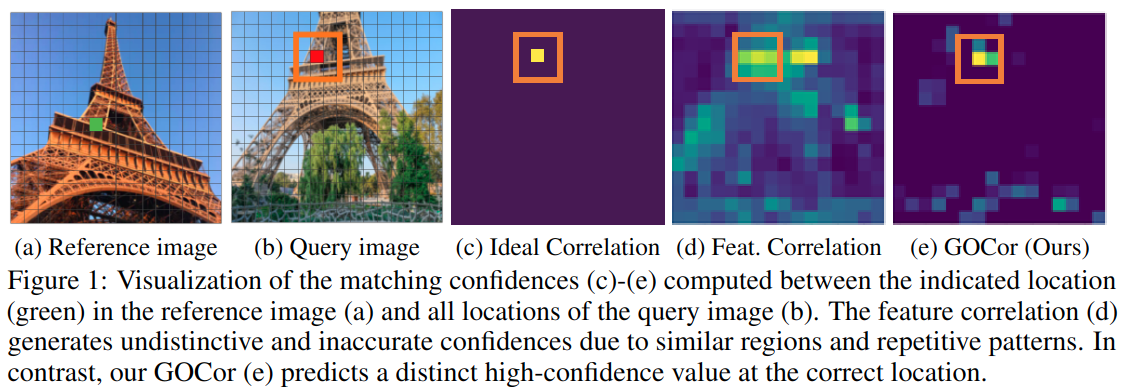 (a) Reference image (b) Query image (c) Ideal Correlation (d) Feat. Correlation (e) GOCor (Ours)
Figure 1: Visualization of the matching confidences (c)-(e) computed between the indicated location
(green) in the reference image (a) and all locations of the query image (b). The feature correlation (d)
generates undistinctive and inaccurate confidences due to similar regions and repetitive patterns. In
contrast, our GOCor (e) predicts a distinct high-confidence value at the correct location.